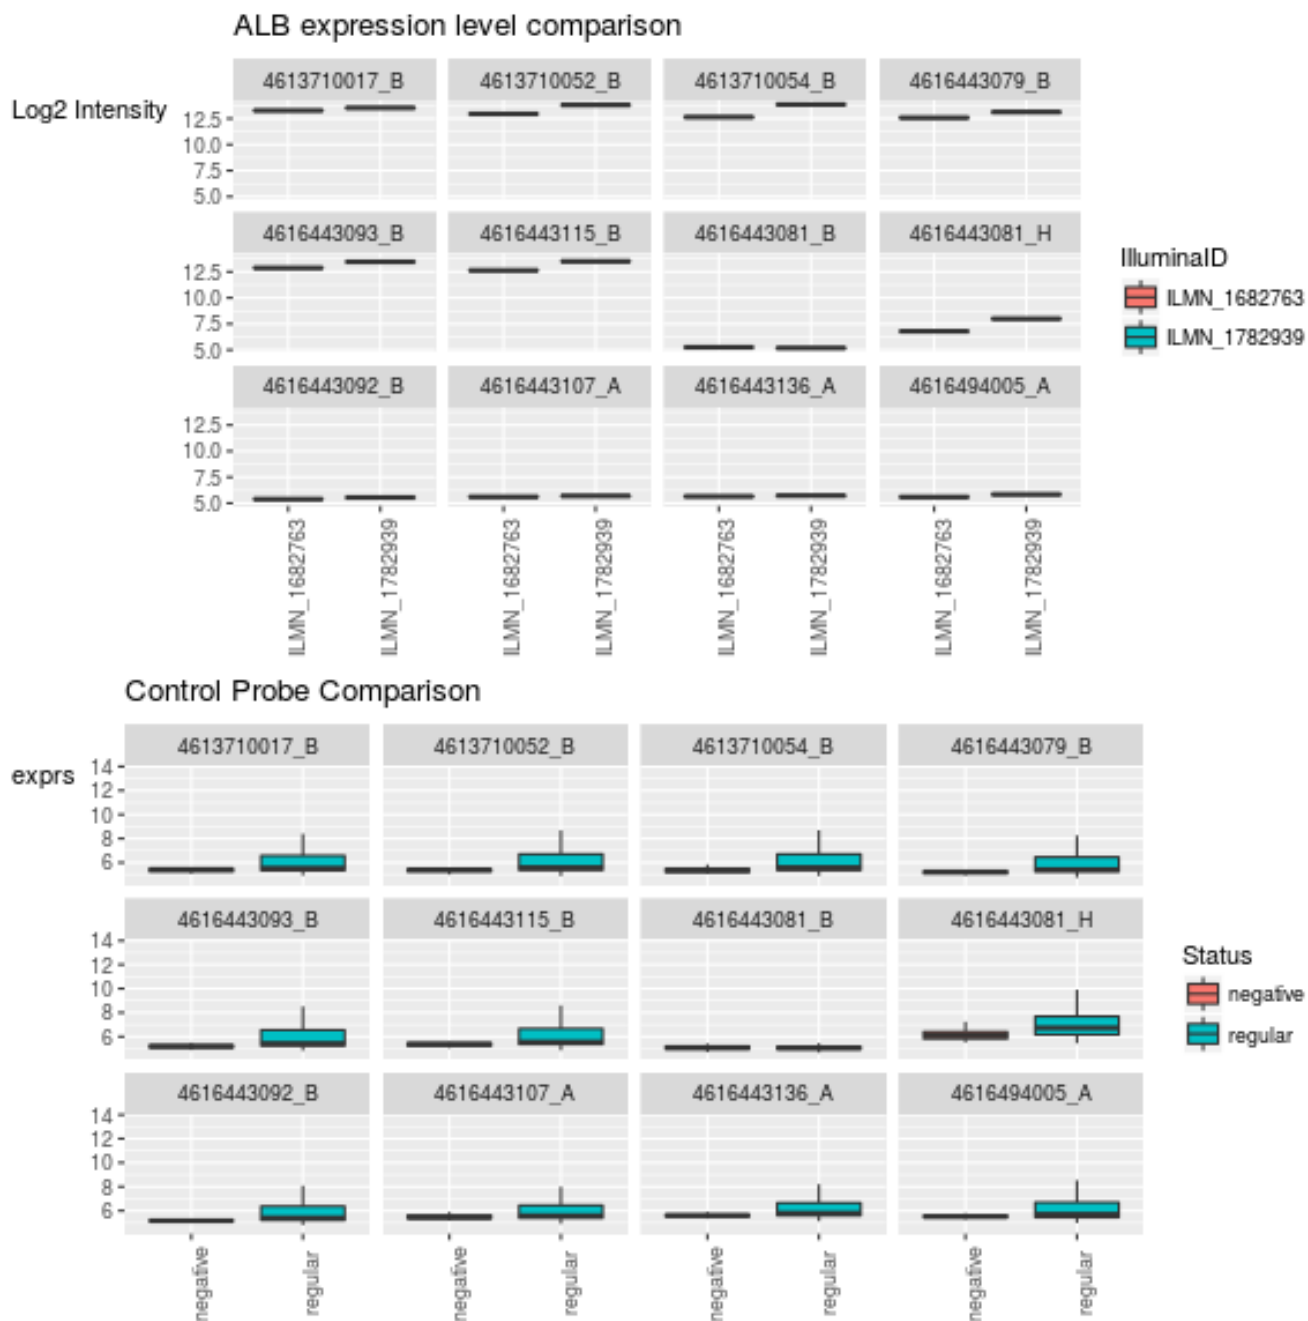 ALB expression level comparison
4613710017_B 4613710052_B 4613710054_B 4616443079_B
Log2 Intensity
12.5
10.0
7.5
5.0
4616443093_B 4616443115_B 4616443081_B 4616443081_H
12.5
10.0
7.5
5.0
IlluminaID
ILMN_1682763
ILMN_1782939
4616443092_B 4616443107_A 4616443136_A 4616494005_A
12.5
10.0
7.5
5.0
ILMN_1682763 ILMN_1782939 ILMN_1682763 ILMN_1782939 ILMN_1682763 ILMN_1782939 ILMN_1682763 ILMN_1782939
Control Probe Comparison
4613710017_B 4613710052_B 4613710054_B 4616443079_B
exprs
14
12
10
8
6
4616443093_B 4616443115_B 4616443081_B 4616443081_H
14
12
10
8
6
Status
negative
regular
4616443092_B 4616443107_A 4616443136_A 4616494005_A
14
12
10
8
6
negative regular negative regular negative regular negative regular